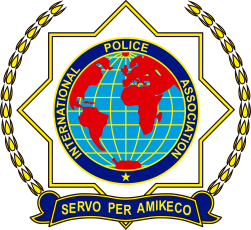 INTERNATIONAL POLICE ASSOCIATION
SERVO PER AMIKECO